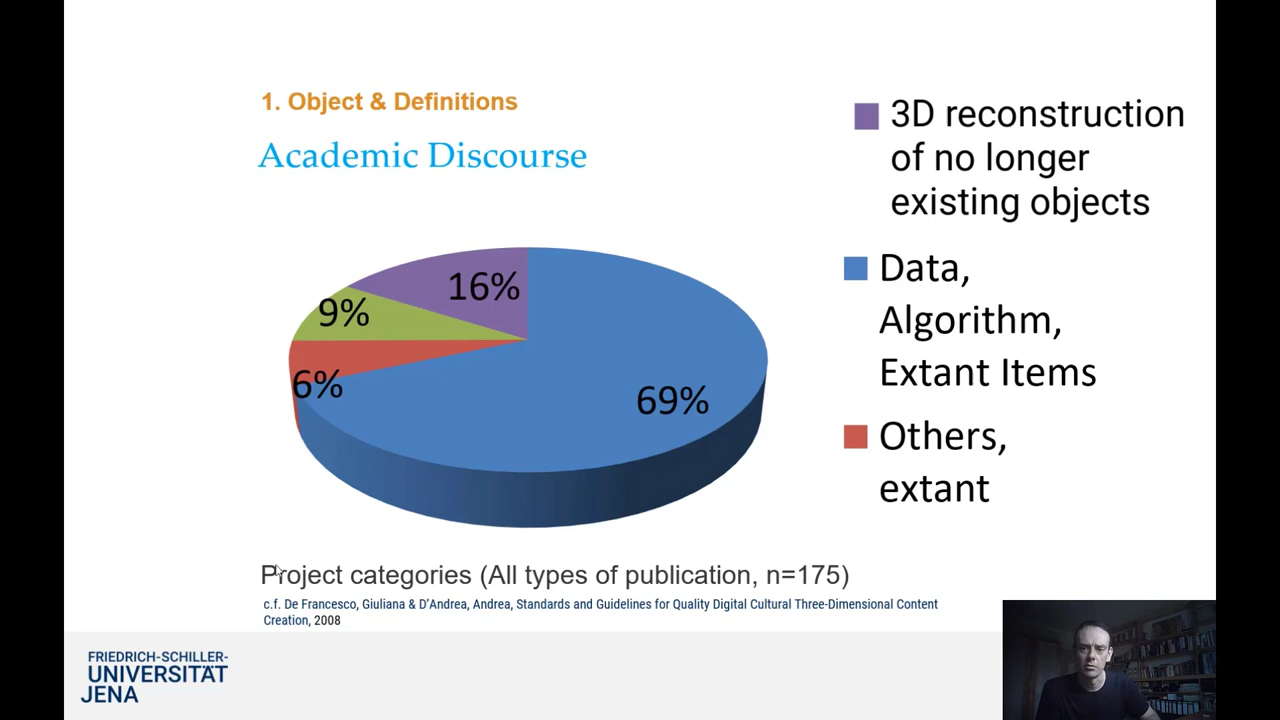 1. Object & Definitions
Academic Discourse
3D reconstruction
of no longer
existing objects
Data,
Algorithm,
Extant Items
Others,
extant
16%
9%
6%
69%
Project categories (All types of publication, n=175)
c.f. De Francesco, Giuliana & D’Andrea, Andrea, Standards and Guidelines for Quality Digital Cultural Three-Dimensional Content
Creation, 2008
FRIEDRICH-SCHILLER-
UNIVERSITÄT
JENA